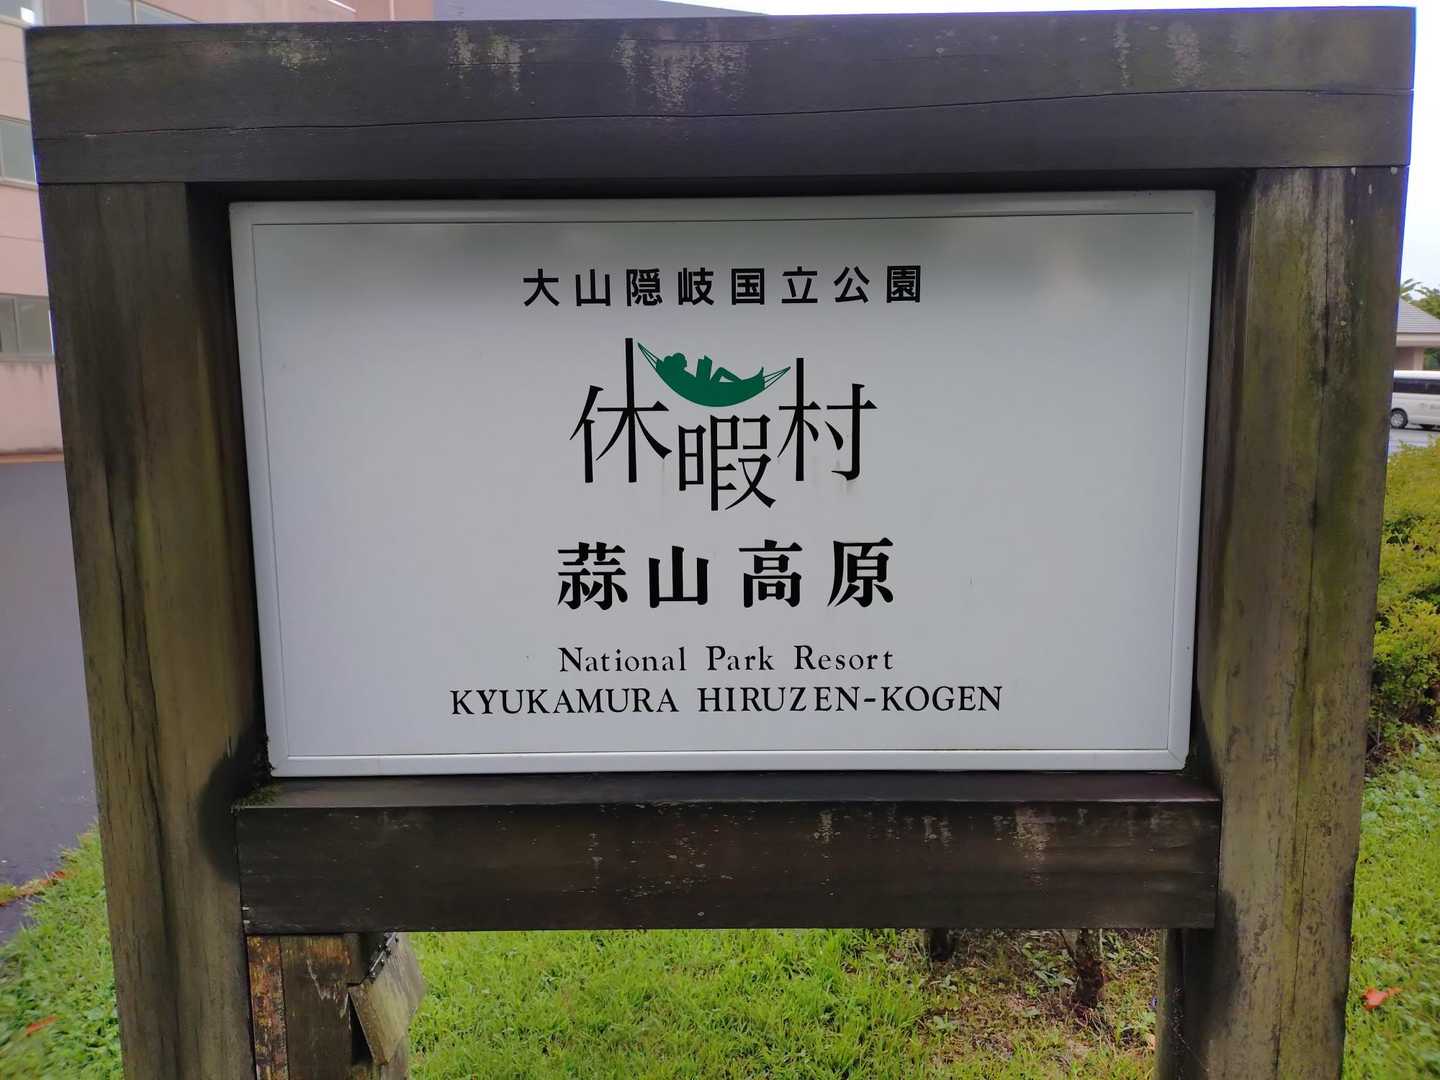 大山隠岐国立公園
休暇村
蒜山高原
National Park Resort
KYUKAMURA HIRUZEN-KOGEN